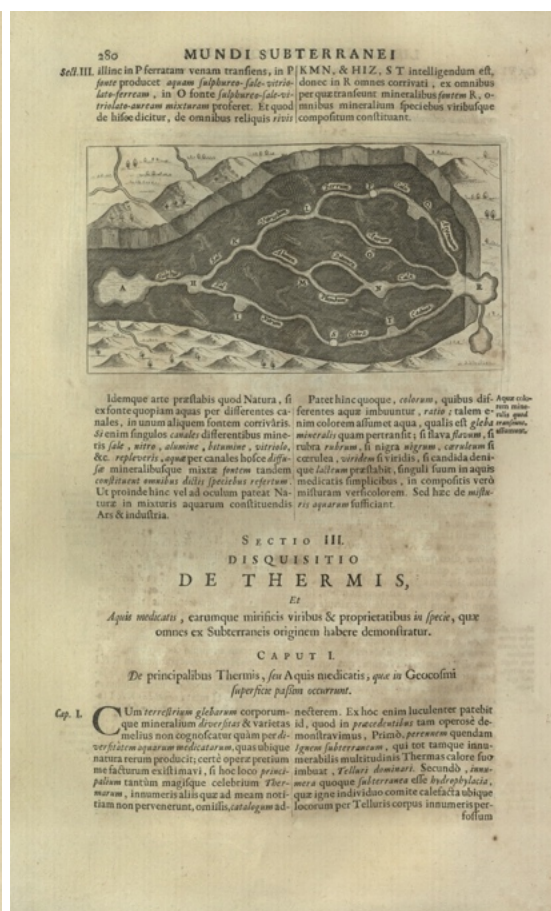 280 MUNDI SUBTERRANEI
Sect. III. illinc in P ferratam venam transiens, in P
fonte producet aquam sulphureo-sale-vitrio-
lato-ferream, in O fonte sulphureo-sale-vi-
triolato-auream mixturam proferet. Et quod
de hisce dicitur, de omnibus reliquis rivis
KMN, & HIZ, ST intelligendum est,
donec in R omnes corrivati, ex omnibus
per quæ transeunt mineralibus fontem R, o-
mnibus mineralium speciebus viribusque
compositum constituant.
A
H
K
I
M
N
R
Idemque arte præstabis quod Natura, si
ex fonte quopiam aquas per differentes ca-
nales, in unum aliquem fontem corrivâris.
Si enim singulos canales differentibus mine-
ris sale, nitro, alumine, bitumine, vitriolo,
&c. repleveris, aquæ per canales hosce diffu-
sæ mineralibusque mixtæ fontem tandem
constituent omnibus dictis speciebus refertum.
Ut proinde hinc vel ad oculum pateat Na-
turæ in mixturis aquarum constituendis
Ars & industria.
Patet hinc quoque, colorum, quibus dif-
ferentes aquæ imbuuntur, ratio; talem e-
nim colorem assumet aqua, qualis est gleba
mineralis quam pertransit; si flava flavum, si
rubra rubrum, si nigra nigrum, cæruleum si
cœrulea, viridem si viridis, si candida deni-
que lacteum præstabit, singuli suum in aquis
medicatis simplicibus, in compositis verò
misturam versicolorem. Sed hæc de mistu-
ris aquarum sufficiant.
Aquæ colo-
rem mine-
ralis quod
transeunt,
assumunt.
SECTIO III.
DISQUISITIO
DE THERMIS,
Et
Aquis medicatis, earumque mirificis viribus & proprietatibus in specie, quæ
omnes ex Subterraneis originem habere demonstratur.
CAPUT I.
De principalibus Thermis, seu Aquis medicatis, quæ in Geocosmi
superficie passim occurrunt.
Cap. I. CUm terrestrium glebarum corporum-
que mineralium diversitas & varietas
melius non cognoscatur quàm per di-
versitatem aquarum medicatarum, quas ubique
natura rerum producit; certè operæ pretium
me facturum existimavi, si hoc loco princi-
palium tantùm magisque celebrium Ther-
marum, innumeris aliis quæ ad meam noti-
tiam non pervenerunt, omissis, catalogum ad-
necterem. Ex hoc enim luculenter patebit
id, quod in præcedentibus tam operosè de-
monstravimus, Primò, perennem quendam
Ignem subterraneum, qui tot tamque innu-
merabilis multitudinis Thermas calore suo
imbuat, Telluri dominari. Secundò, innu-
mera quoque subterranea esse hydrophylacia,
quæ igne individuo comite calefacta ubique
locorum per Telluris corpus innumeris per-
fossum